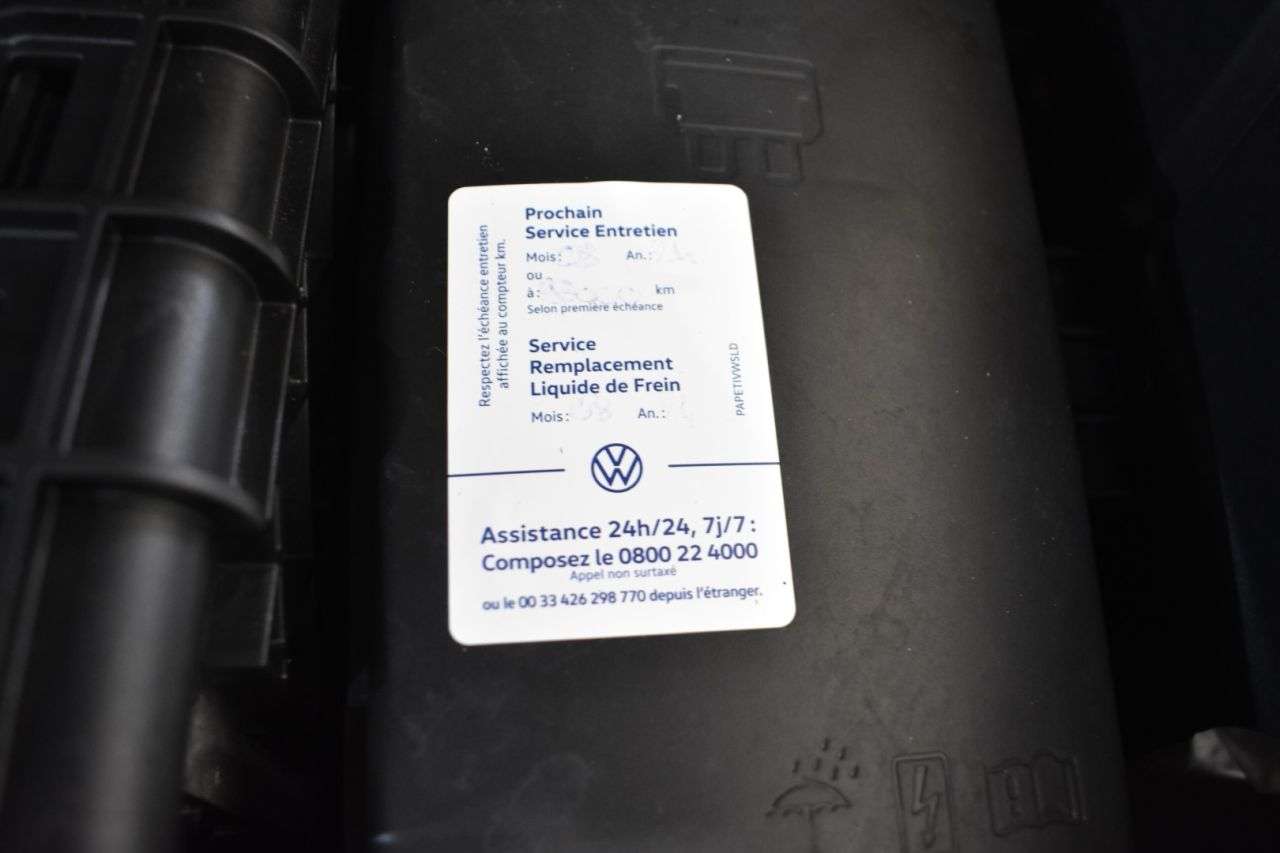 Respectez l'échéance entretien
affichée au compteur km.
Prochain
Service Entretien
Mois: An.:
ou
à: km
Selon première échéance
Service
Remplacement
Liquide de Frein
Mois: An.:
PAPETIVWSLD
Assistance 24h/24, 7j/7 :
Composez le 0800 22 4000
Appel non surtaxé
ou le 00 33 426 298 770 depuis l'étranger.